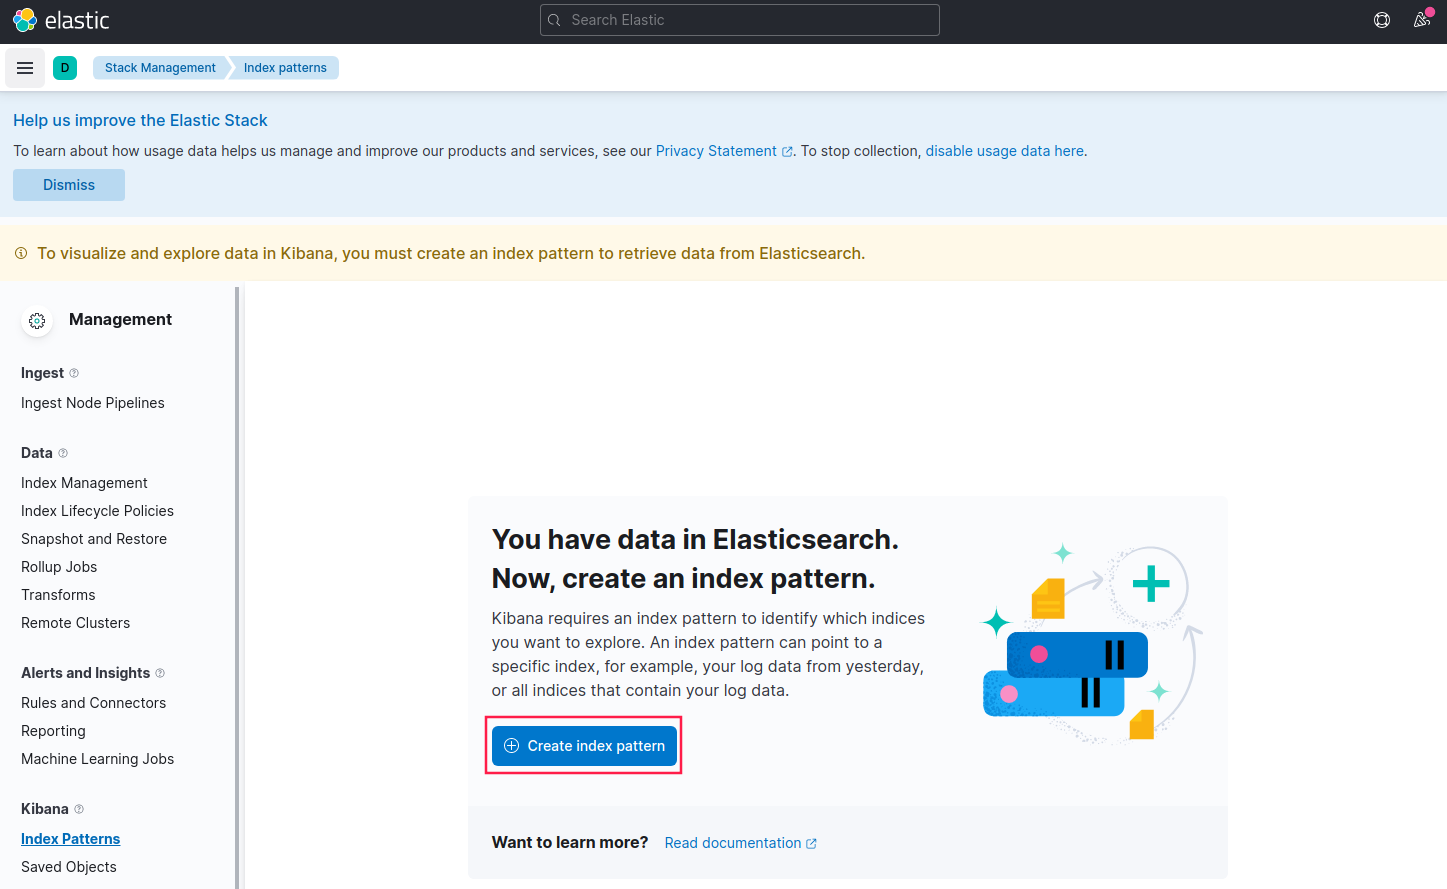 elastic
Search Elastic
D
Stack Management
Index patterns
Help us improve the Elastic Stack
To learn about how usage data helps us manage and improve our products and services, see our Privacy Statement. To stop collection, disable usage data here.
Dismiss
To visualize and explore data in Kibana, you must create an index pattern to retrieve data from Elasticsearch.
Management
Ingest
Ingest Node Pipelines
Data
Index Management
Index Lifecycle Policies
Snapshot and Restore
Rollup Jobs
Transforms
Remote Clusters
Alerts and Insights
Rules and Connectors
Reporting
Machine Learning Jobs
Kibana
Index Patterns
Saved Objects
You have data in Elasticsearch.
Now, create an index pattern.
Kibana requires an index pattern to identify which indices
you want to explore. An index pattern can point to a
specific index, for example, your log data from yesterday,
or all indices that contain your log data.
Create index pattern
Want to learn more? Read documentation